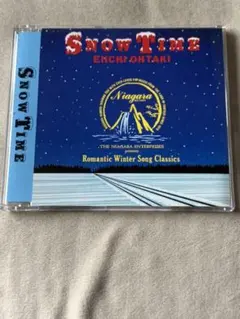 SNOW TIME
SNOW TIME
EIICHI OHTAKI
Niagara
THE NIAGARA ENTERPRISES
presents
Romantic Winter Song Classics